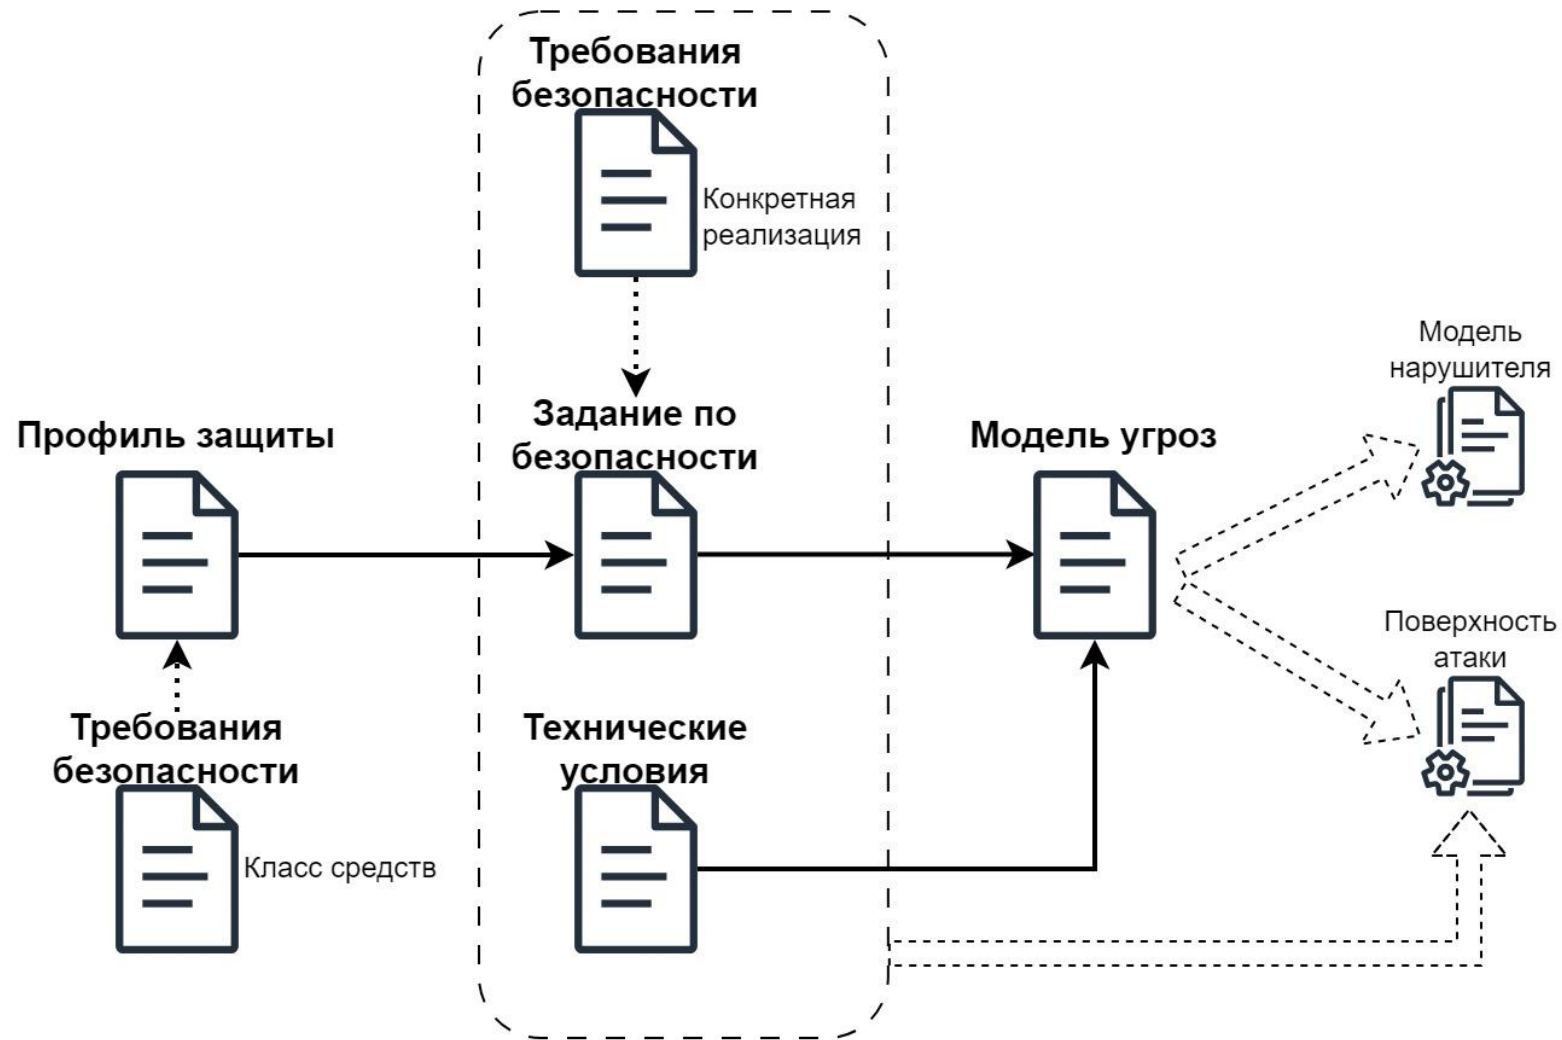 Требования
безопасности
Конкретная
реализация
Модель
нарушителя
Задание по
безопасности
Профиль защиты
Модель угроз
Поверхность
атаки
Требования
безопасности
Технические
условия
Класс средств